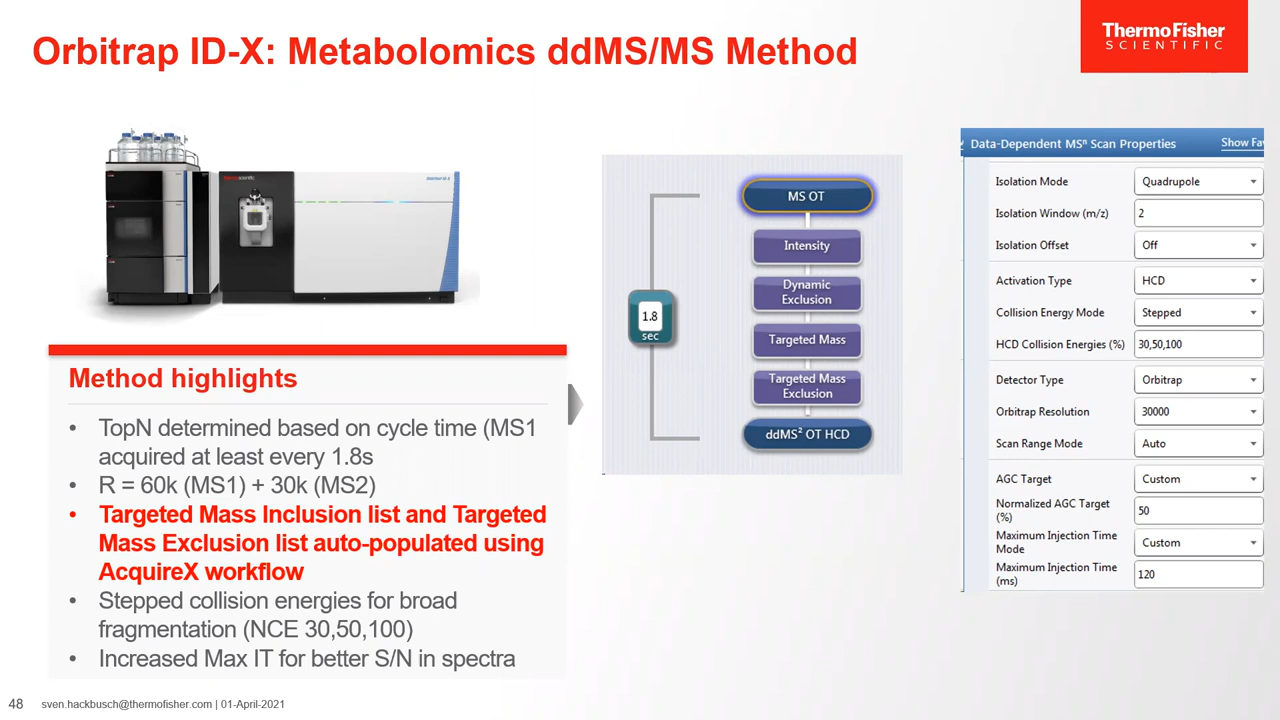 Orbitrap ID-X: Metabolomics ddMS/MS Method
ThermoFisher
SCIENTIFIC
Method highlights
• TopN determined based on cycle time (MS1
acquired at least every 1.8s
• R = 60k (MS1) + 30k (MS2)
• Targeted Mass Inclusion list and Targeted
Mass Exclusion list auto-populated using
AcquireX workflow
• Stepped collision energies for broad
fragmentation (NCE 30,50,100)
• Increased Max IT for better S/N in spectra
MS OT
Intensity
Dynamic
Exclusion
Targeted Mass
Targeted Mass
Exclusion
ddMS² OT HCD
1.8
sec
Data-Dependent MSⁿ Scan Properties Show Fa
Isolation Mode Quadrupole
Isolation Window (m/z) 2
Isolation Offset Off
Activation Type HCD
Collision Energy Mode Stepped
HCD Collision Energies (%) 30,50,100
Detector Type Orbitrap
Orbitrap Resolution 30000
Scan Range Mode Auto
AGC Target Custom
Normalized AGC Target
(%) 50
Maximum Injection Time
Mode Custom
Maximum Injection Time
(ms) 120
48 sven.hackbusch@thermofisher.com | 01-April-2021